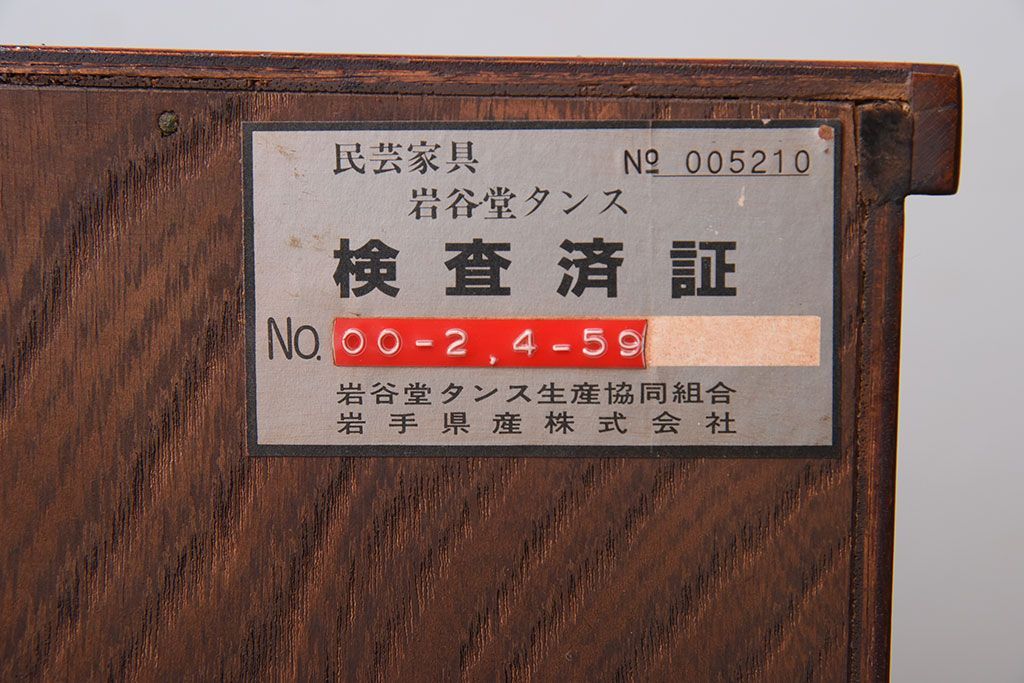 民芸家具
№ 005210
岩谷堂タンス
検査済証
No. 00-2,4-59
岩谷堂タンス生産協同組合
岩手県産株式会社